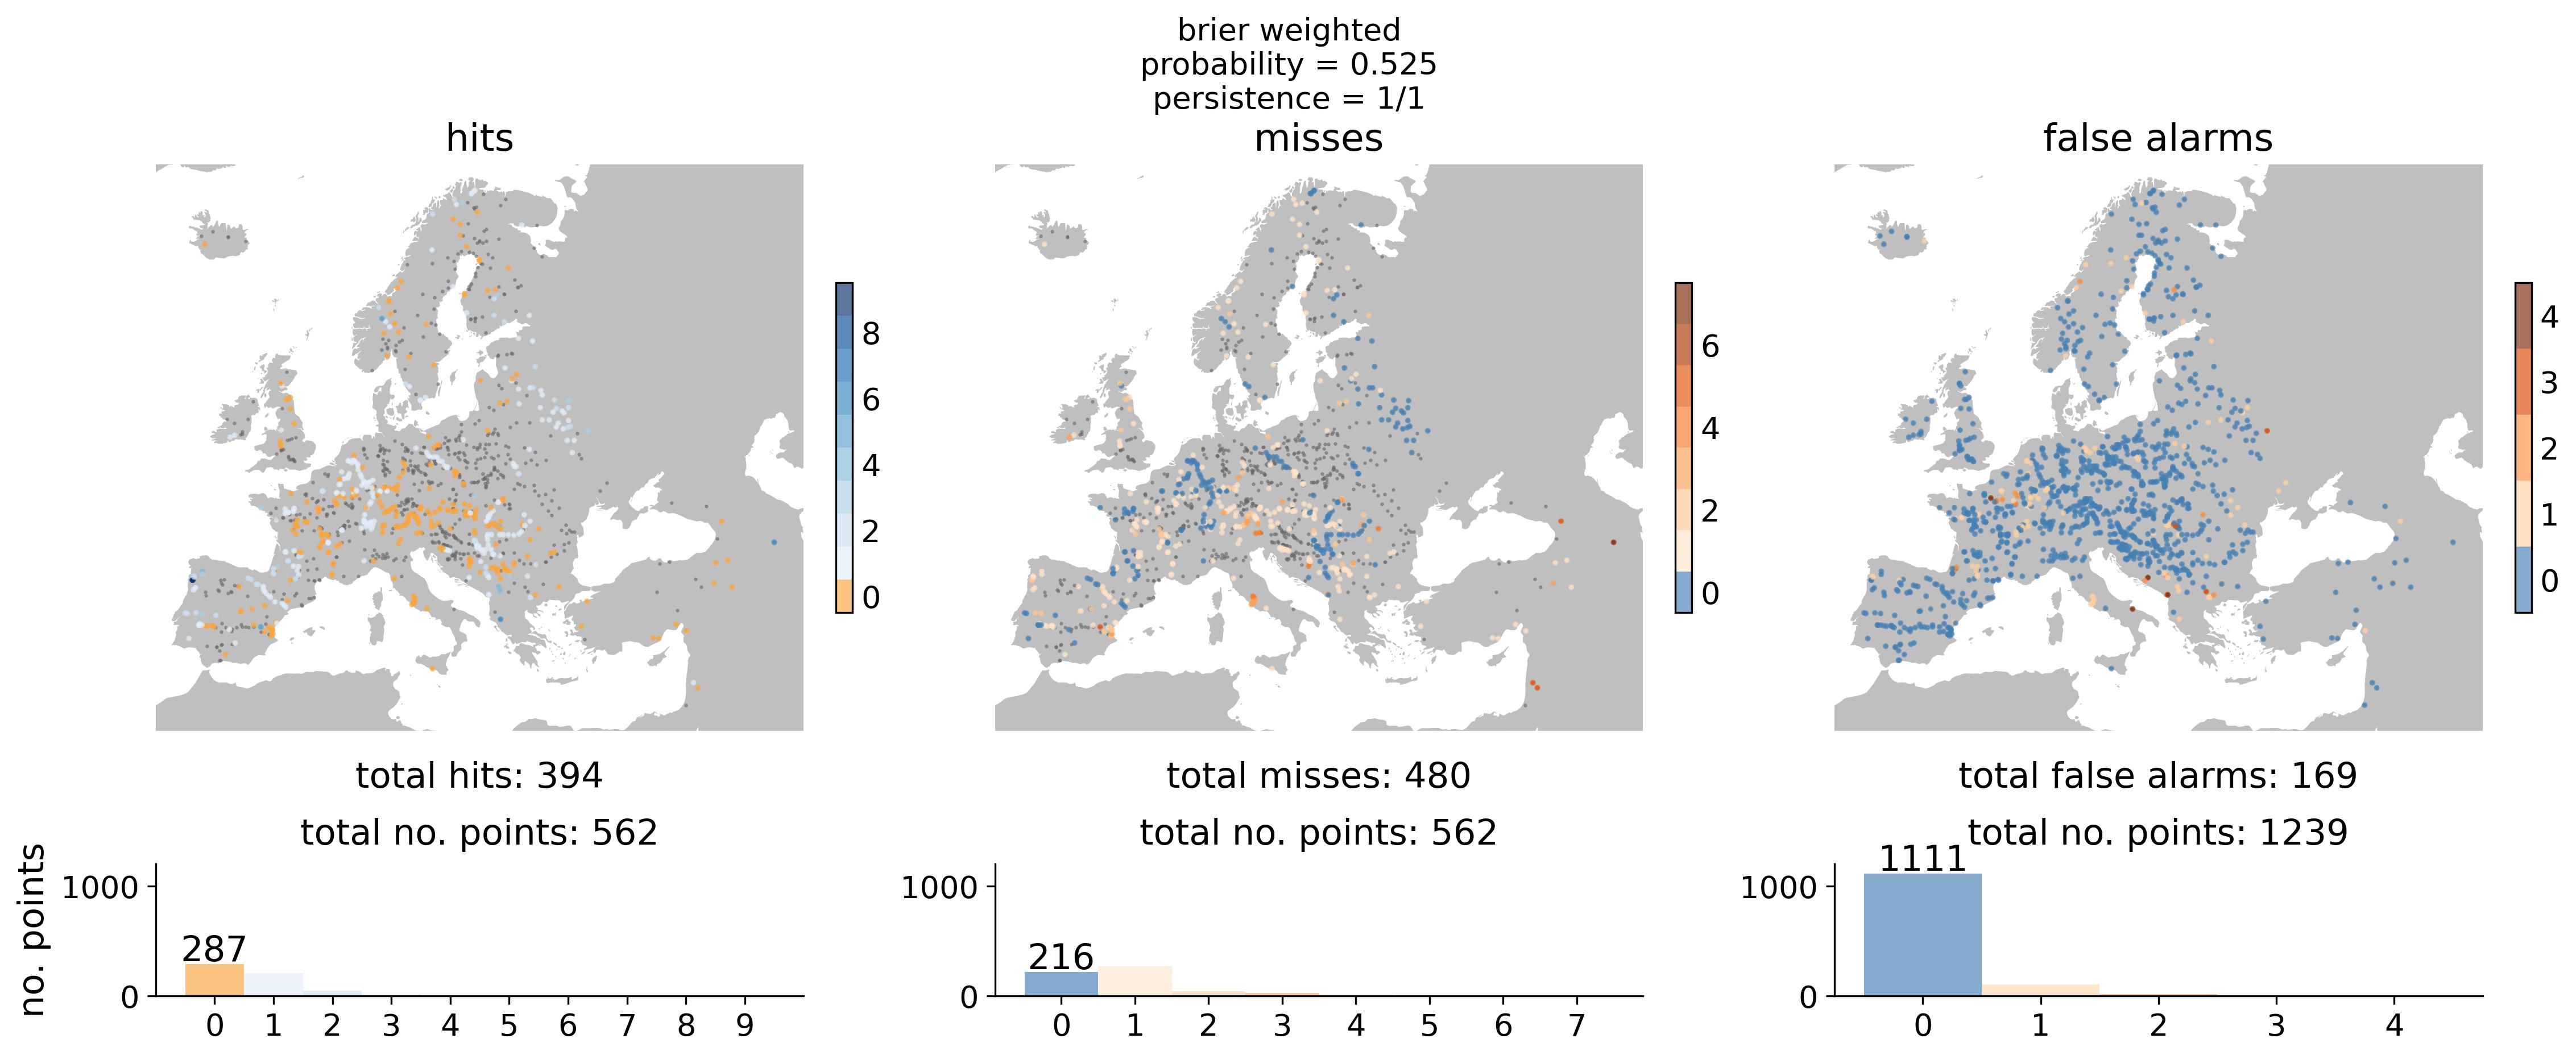 brier weighted
probability = 0.525
persistence = 1/1
hits
misses
false alarms
8
6
4
2
0
6
4
2
0
4
3
2
1
0
total hits: 394
total misses: 480
total false alarms: 169
total no. points: 562
total no. points: 562
total no. points: 1239
no. points
1000
0
287
0 1 2 3 4 5 6 7 8 9
1000
0
216
0 1 2 3 4 5 6 7
1000
0
1111
0 1 2 3 4